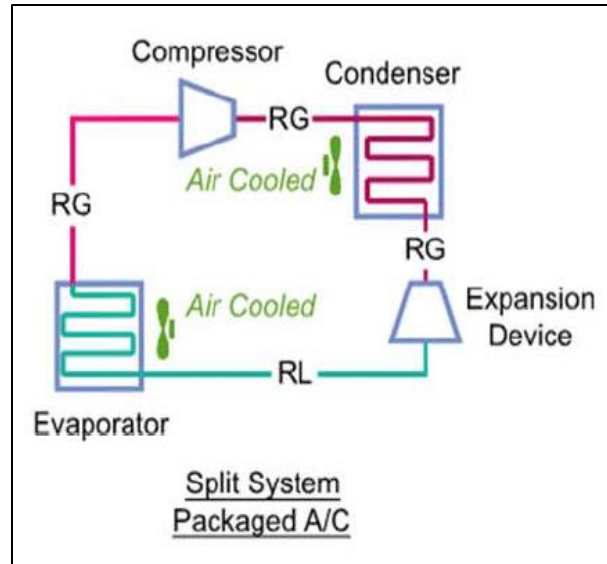 Compressor
Condenser
RG
Air Cooled
RG
RG
Air Cooled
Expansion
Device
RL
Evaporator
Split System
Packaged A/C